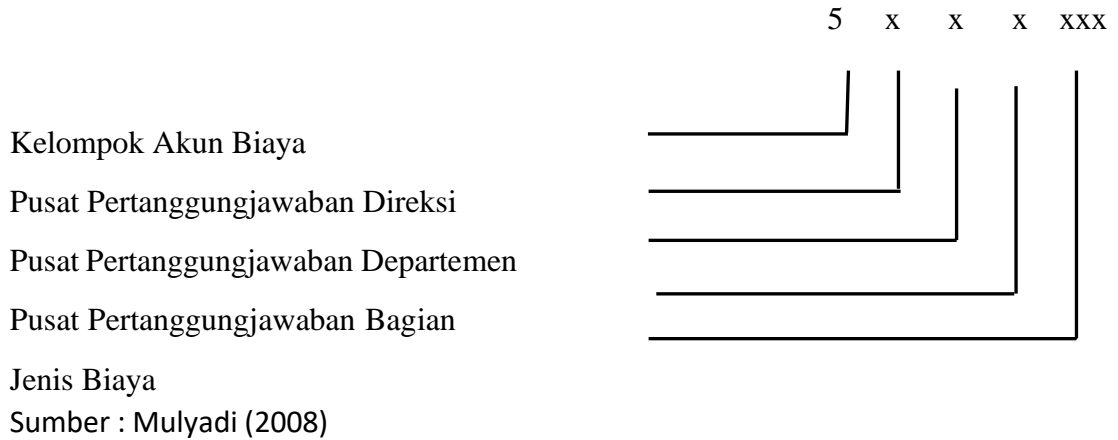 5 x x x xxx
Kelompok Akun Biaya
Pusat Pertanggungjawaban Direksi
Pusat Pertanggungjawaban Departemen
Pusat Pertanggungjawaban Bagian
Jenis Biaya
Sumber : Mulyadi (2008)